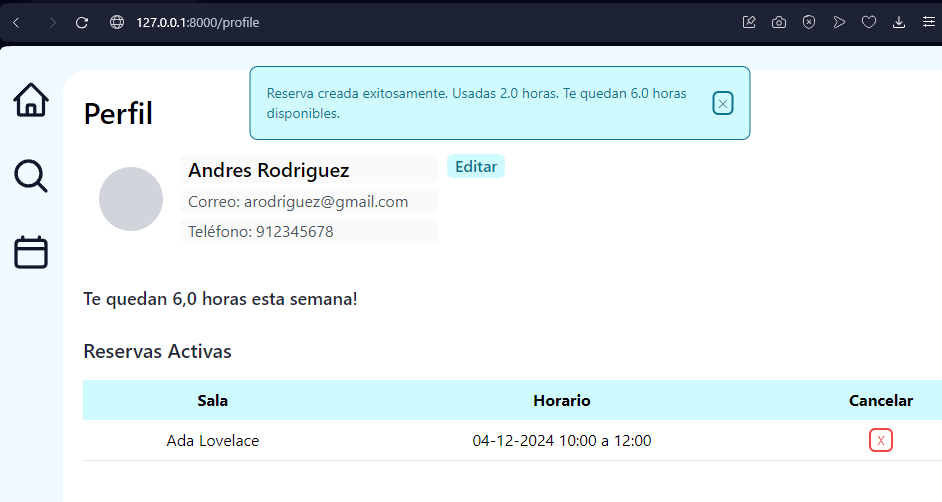 127.0.0.1:8000/profile
Reserva creada exitosamente. Usadas 2.0 horas. Te quedan 6.0 horas
disponibles.
Perfil
Andres Rodriguez
Editar
Correo: arodriguez@gmail.com
Teléfono: 912345678
Te quedan 6,0 horas esta semana!
Reservas Activas
Sala Horario Cancelar
Ada Lovelace 04-12-2024 10:00 a 12:00 X